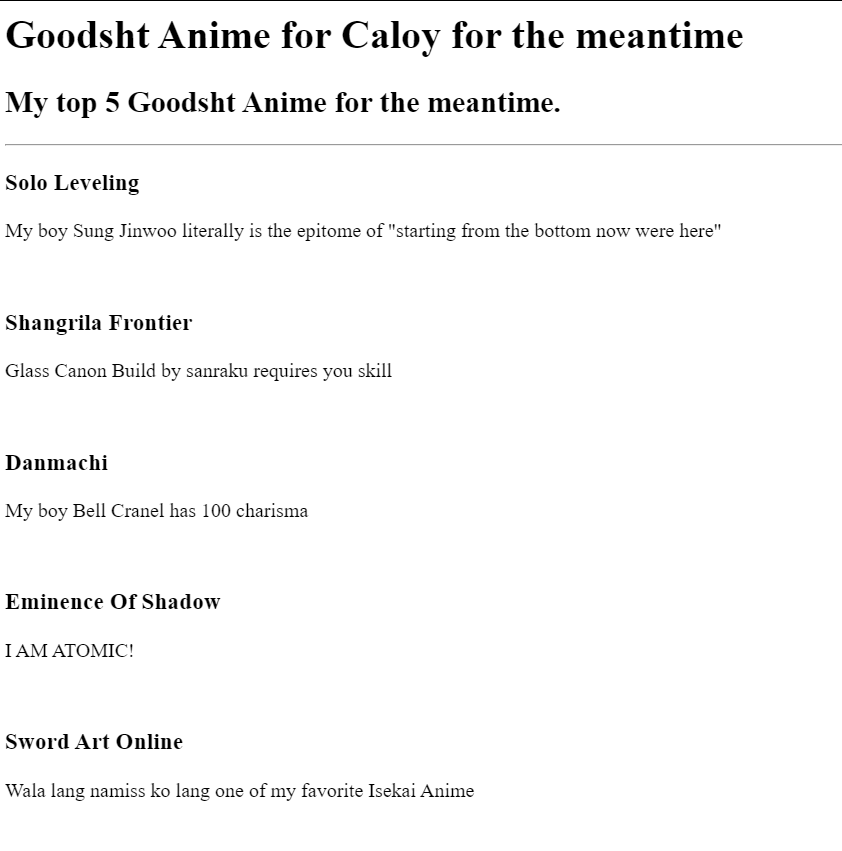 Goodsht Anime for Caloy for the meantime
My top 5 Goodsht Anime for the meantime.
Solo Leveling
My boy Sung Jinwoo literally is the epitome of "starting from the bottom now were here"
Shangrila Frontier
Glass Canon Build by sanraku requires you skill
Danmachi
My boy Bell Cranel has 100 charisma
Eminence Of Shadow
I AM ATOMIC!
Sword Art Online
Wala lang namiss ko lang one of my favorite Isekai Anime